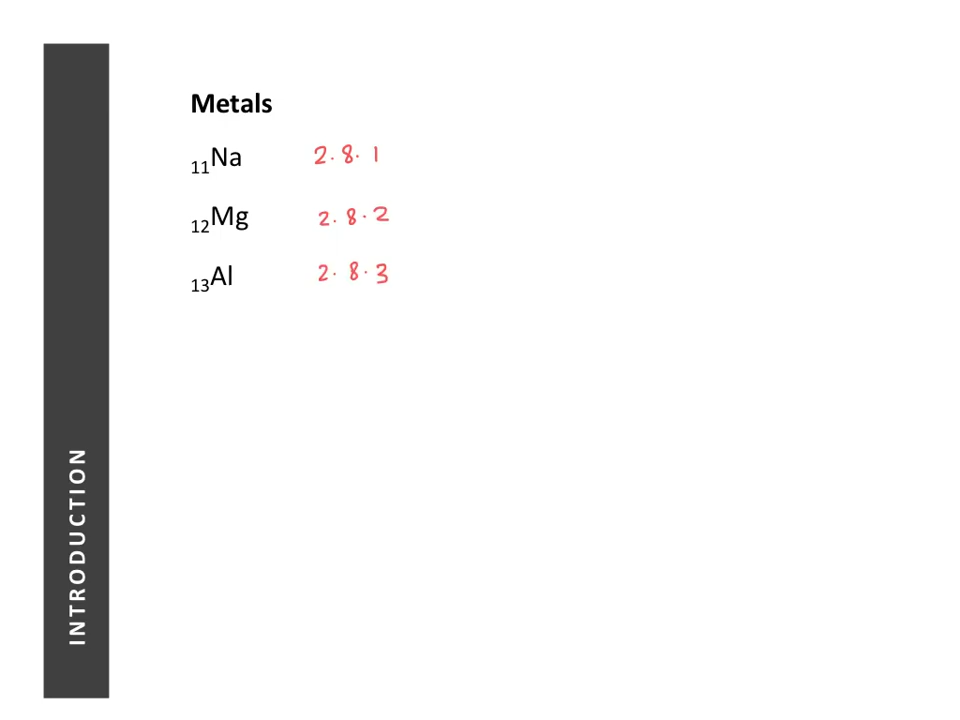 Metals
₁₁Na 2.8.1
₁₂Mg 2.8.2
₁₃Al 2.8.3
INTRODUCTION